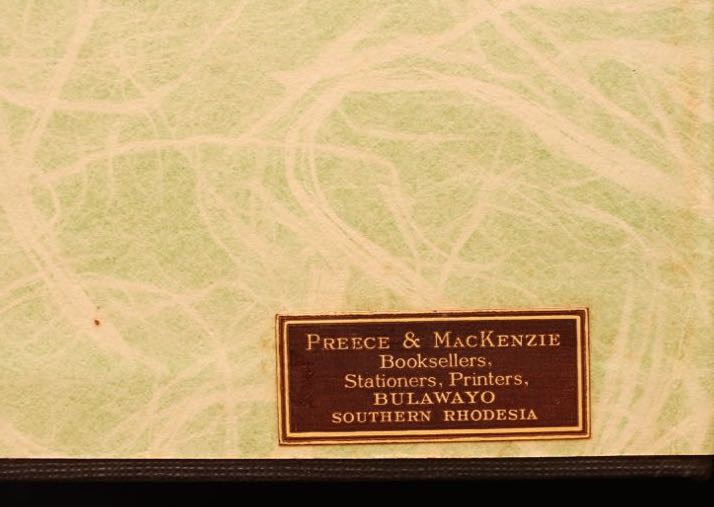 PREECE & MACKENZIE
Booksellers,
Stationers, Printers,
BULAWAYO
SOUTHERN RHODESIA